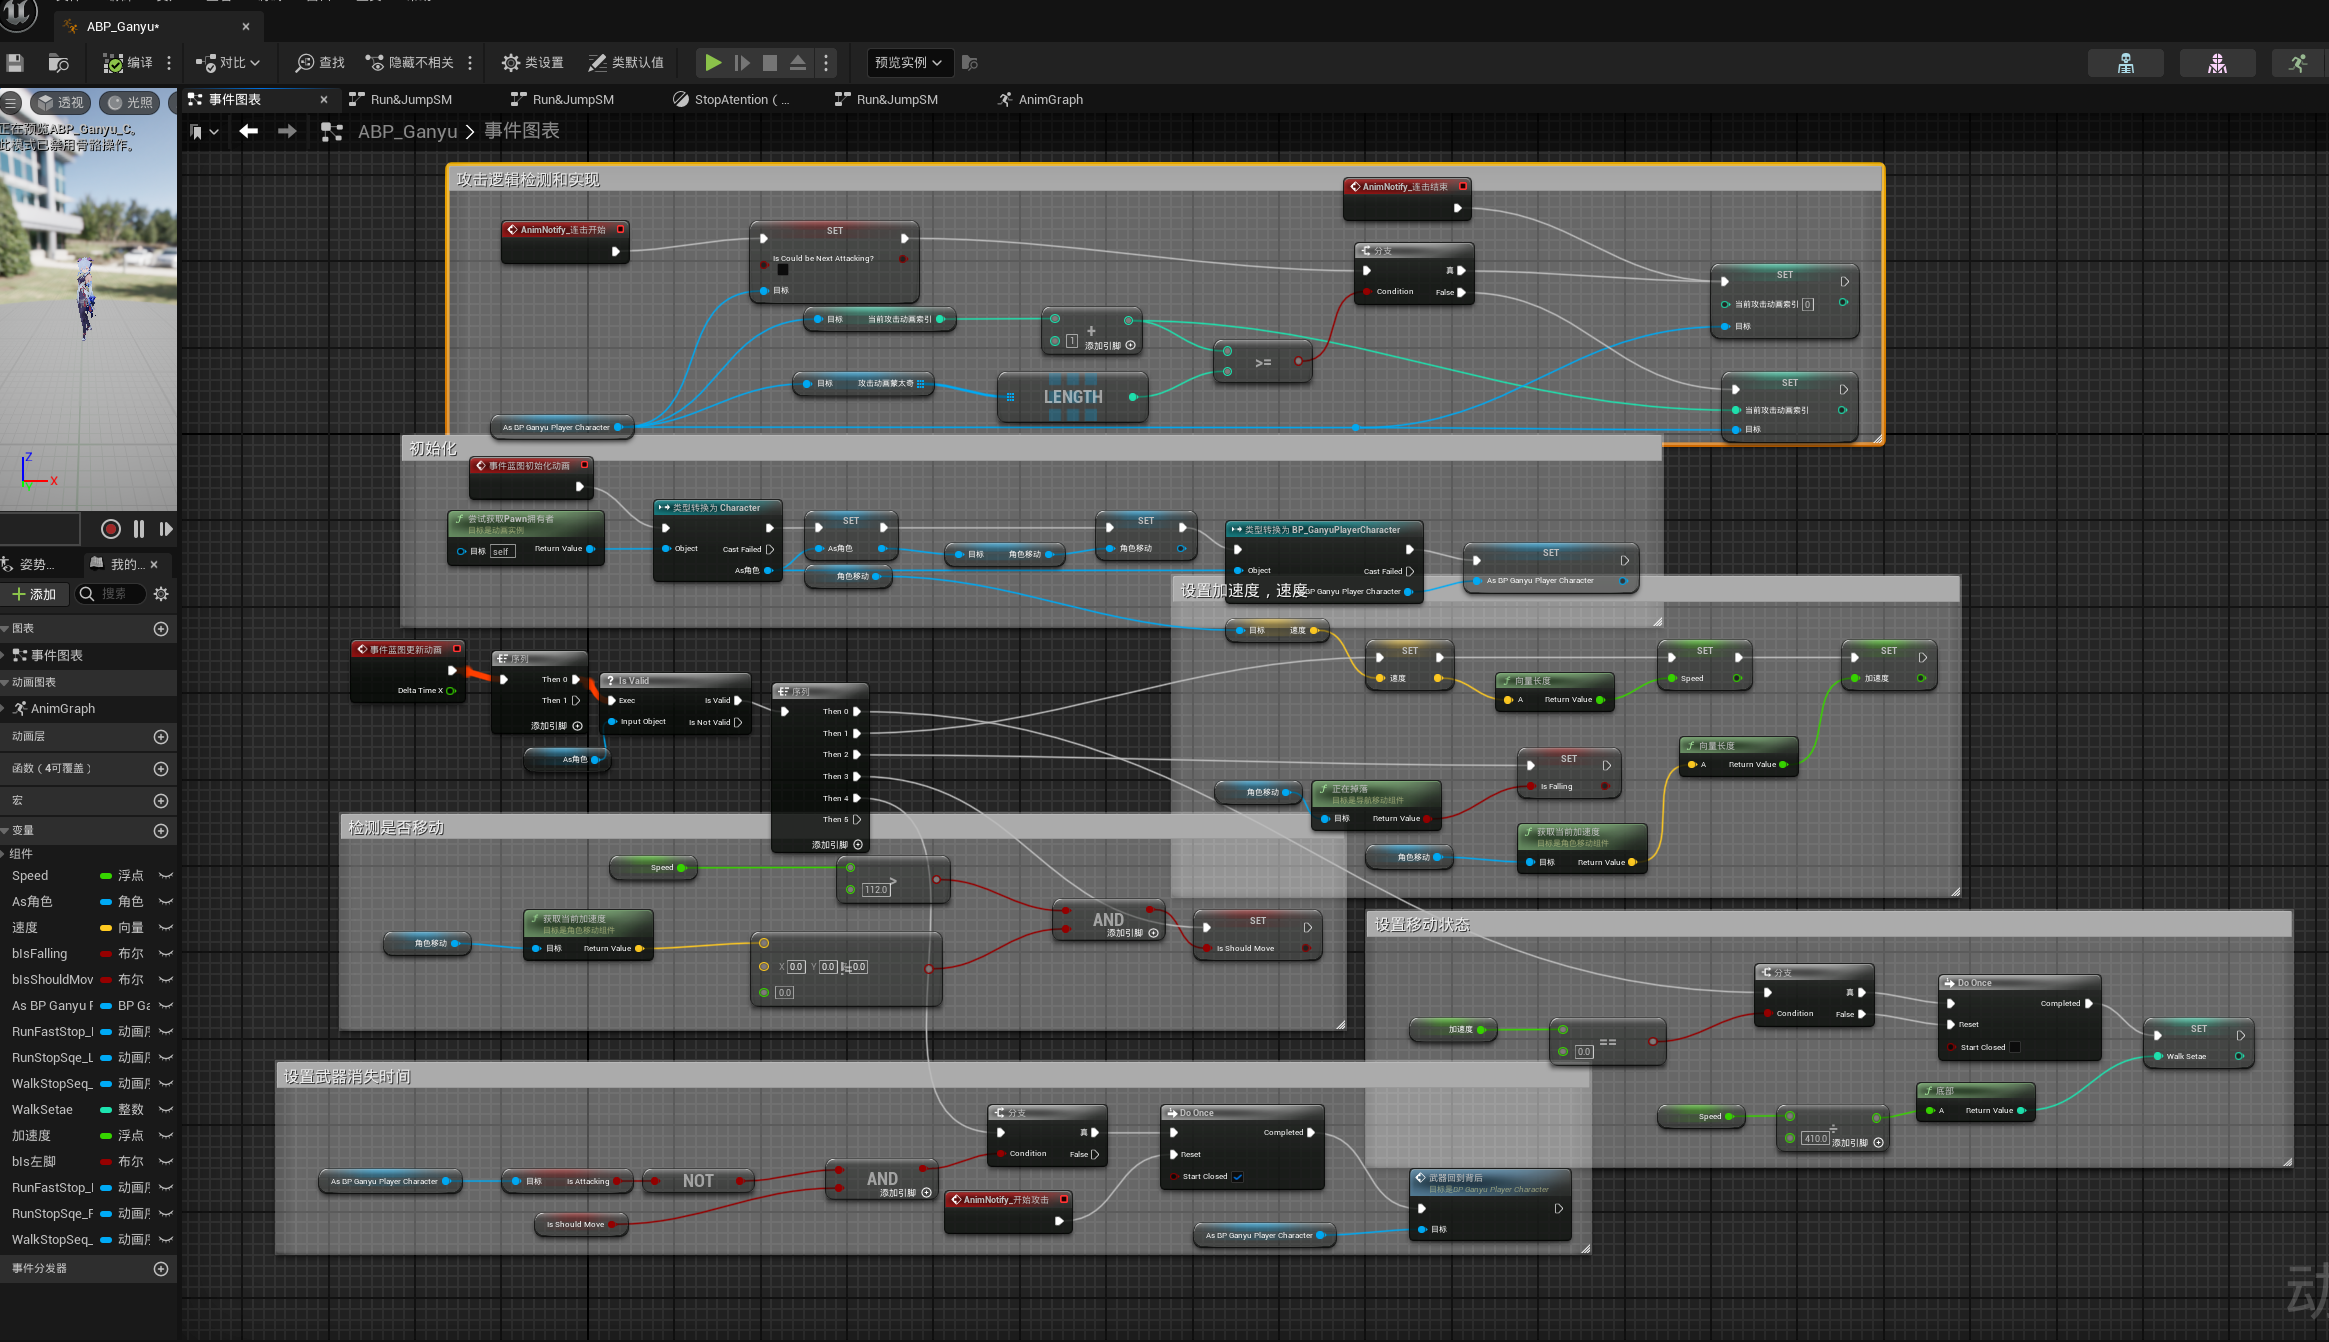 ABP_Ganyu*
编译
对比
查找
隐藏不相关
类设置
类默认值
预览实例
透视
光照
正在预览ABP_Ganyu_C。
此模式已禁用骨骼操作。
事件图表
Run&JumpSM
Run&JumpSM
StopAtention ( ...
Run&JumpSM
AnimGraph
ABP_Ganyu > 事件图表
攻击逻辑检测和实现
AnimNotify_连击开始
SET
Is Could be Next Attacking?
目标
AnimNotify_连击结束
分支
真
Condition
False
SET
当前攻击动画索引 0
目标
目标 当前攻击动画索引
+
1 添加引脚
>=
目标 攻击动画蒙太奇
LENGTH
SET
当前攻击动画索引
目标
As BP Ganyu Player Character
初始化
事件蓝图初始化动画
尝试获取Pawn拥有者
目标是动画实例
目标 self Return Value
类型转换为 Character
Object Cast Failed
As角色
SET
As角色
角色移动
目标 角色移动
SET
角色移动
类型转换为 BP_GanyuPlayerCharacter
Object
Cast Failed
BP Ganyu Player Character
SET
As BP Ganyu Player Character
设置加速度，速度
目标 速度
SET
速度
向量长度
A Return Value
SET
Speed
SET
加速度
向量长度
A Return Value
角色移动
正在掉落
目标是导航移动组件
目标 Return Value
SET
Is Falling
角色移动
获取当前加速度
目标是角色移动组件
目标 Return Value
事件蓝图更新动画
Delta Time X
序列
Then 0
Then 1
添加引脚
Is Valid
Exec Is Valid
Input Object Is Not Valid
As角色
序列
Then 0
Then 1
Then 2
Then 3
Then 4
Then 5
添加引脚
检测是否移动
Speed
>
112.0
角色移动
获取当前加速度
目标是角色移动组件
目标 Return Value
X 0.0 Y 0.0 0.0
0.0
AND
添加引脚
SET
Is Should Move
设置移动状态
加速度
==
0.0
分支
真
Condition False
Do Once
Completed
Reset
Start Closed
SET
Walk Setae
Speed
÷
410.0 添加引脚
底部
A Return Value
设置武器消失时间
As BP Ganyu Player Character
目标 Is Attacking
NOT
Is Should Move
AND
添加引脚
分支
真
Condition False
AnimNotify_开始攻击
Do Once
Completed
Reset
Start Closed
As BP Ganyu Player Character
武器回到背后
目标是BP Ganyu Player Character
目标
Z
X
姿势...
我的...
添加
搜索
图表
事件图表
动画图表
AnimGraph
动画层
函数（4可覆盖）
宏
变量
组件
Speed 浮点
As角色 角色
速度 向量
bIsFalling 布尔
bIsShouldMov 布尔
As BP Ganyu F BP Ga
RunFastStop_I 动画序
RunStopSqe_L 动画序
WalkStopSeq_ 动画序
WalkSetae 整数
加速度 浮点
bIs左脚 布尔
RunFastStop_I 动画序
RunStopSqe_F 动画序
WalkStopSeq_ 动画序
事件分发器
动